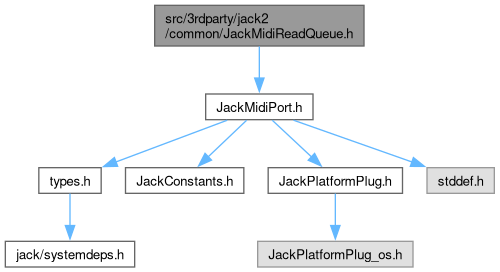 src/3rdparty/jack2
/common/JackMidiReadQueue.h
JackMidiPort.h
types.h
JackConstants.h
JackPlatformPlug.h
stddef.h
jack/systemdeps.h
JackPlatformPlug_os.h